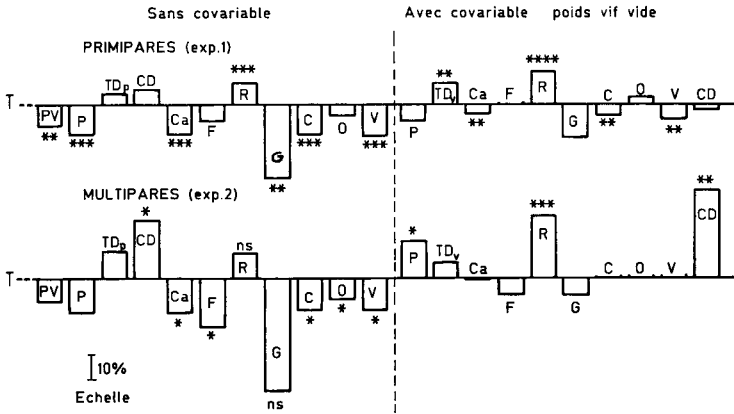 Sans covariable
Avec covariable poids vif vide
PRIMIPARES (exp.1)
T
PV
**
P
***
TDp
CD
Ca
***
F
***
R
G
**
C
***
O
V
***
P
**
TDv
Ca
**
F
****
R
G
C
**
O
V
**
CD
MULTIPARES (exp.2)
T
PV
P
TDp
*
CD
Ca
*
F
*
ns
R
G
ns
C
*
O
*
V
*
*
P
TDv
Ca
F
***
R
G
C
O
V
**
CD
10%
Echelle